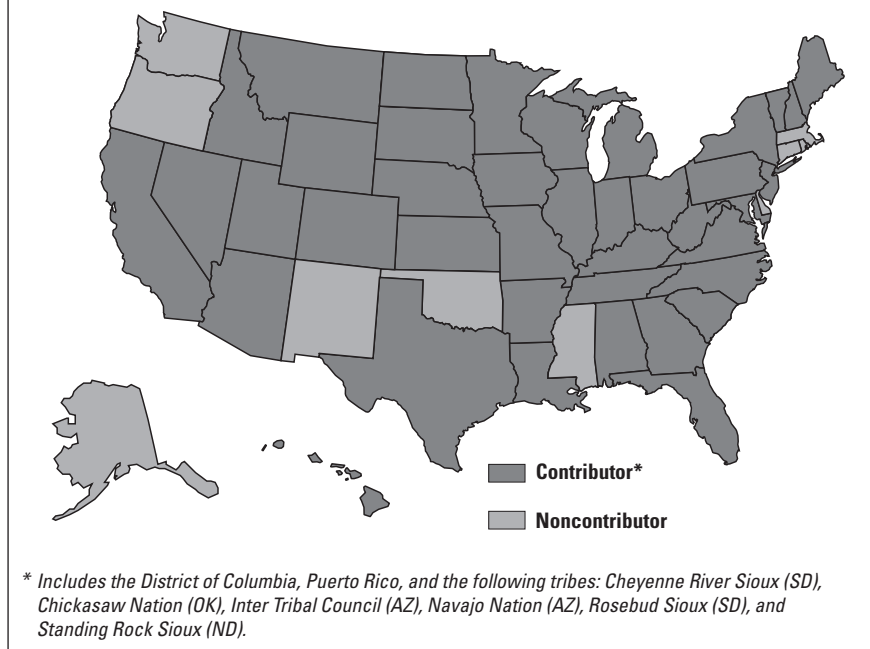 Contributor*
Noncontributor
* Includes the District of Columbia, Puerto Rico, and the following tribes: Cheyenne River Sioux (SD),
Chickasaw Nation (OK), Inter Tribal Council (AZ), Navajo Nation (AZ), Rosebud Sioux (SD), and
Standing Rock Sioux (ND).